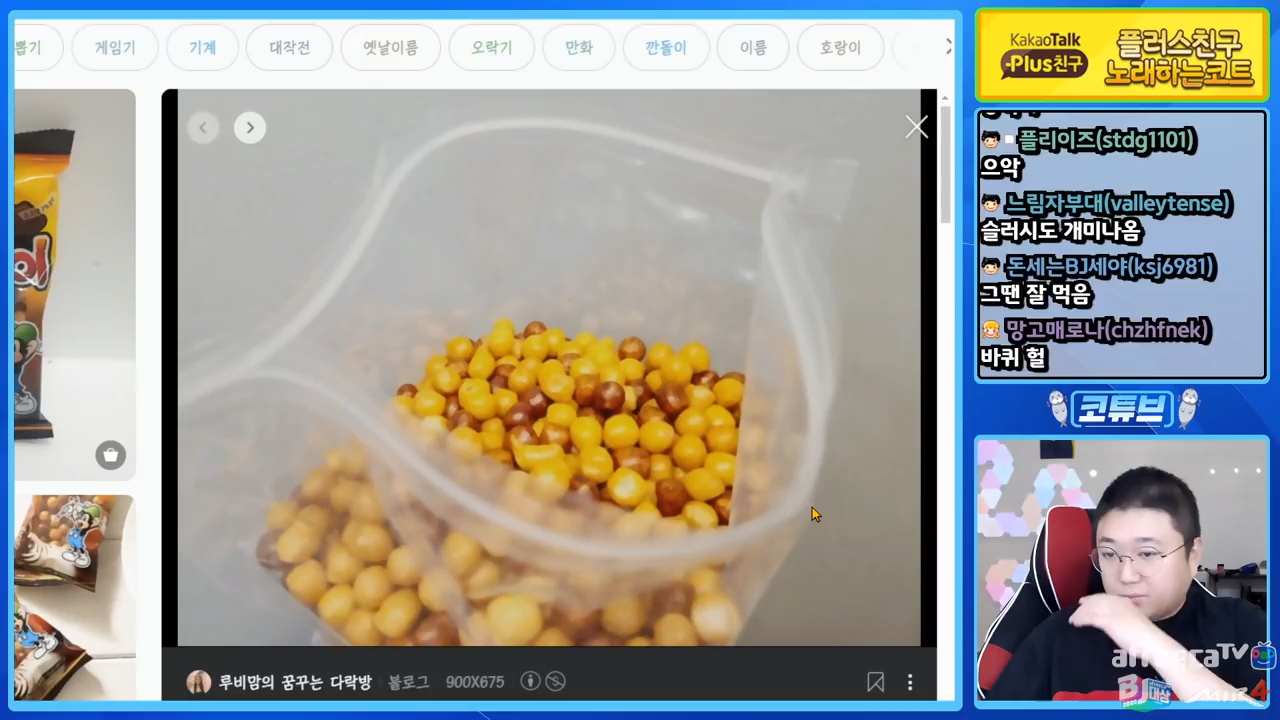 뽑기
게임기
기계
대작전
옛날이름
오락기
만화
깐돌이
이름
호랑이
루비맘의 꿈꾸는 다락방
블로그
900X675
KakaoTalk
Plus친구
플러스친구
노래하는코트
플리이즈(stdg1101)
으악
느림자부대(valleytense)
슬러시도 개미나옴
돈세는BJ세야(ksj6981)
그땐 잘 먹음
망고매로나(chzhfnek)
바퀴 헐
코튜브
afreecaTV
BJ대상